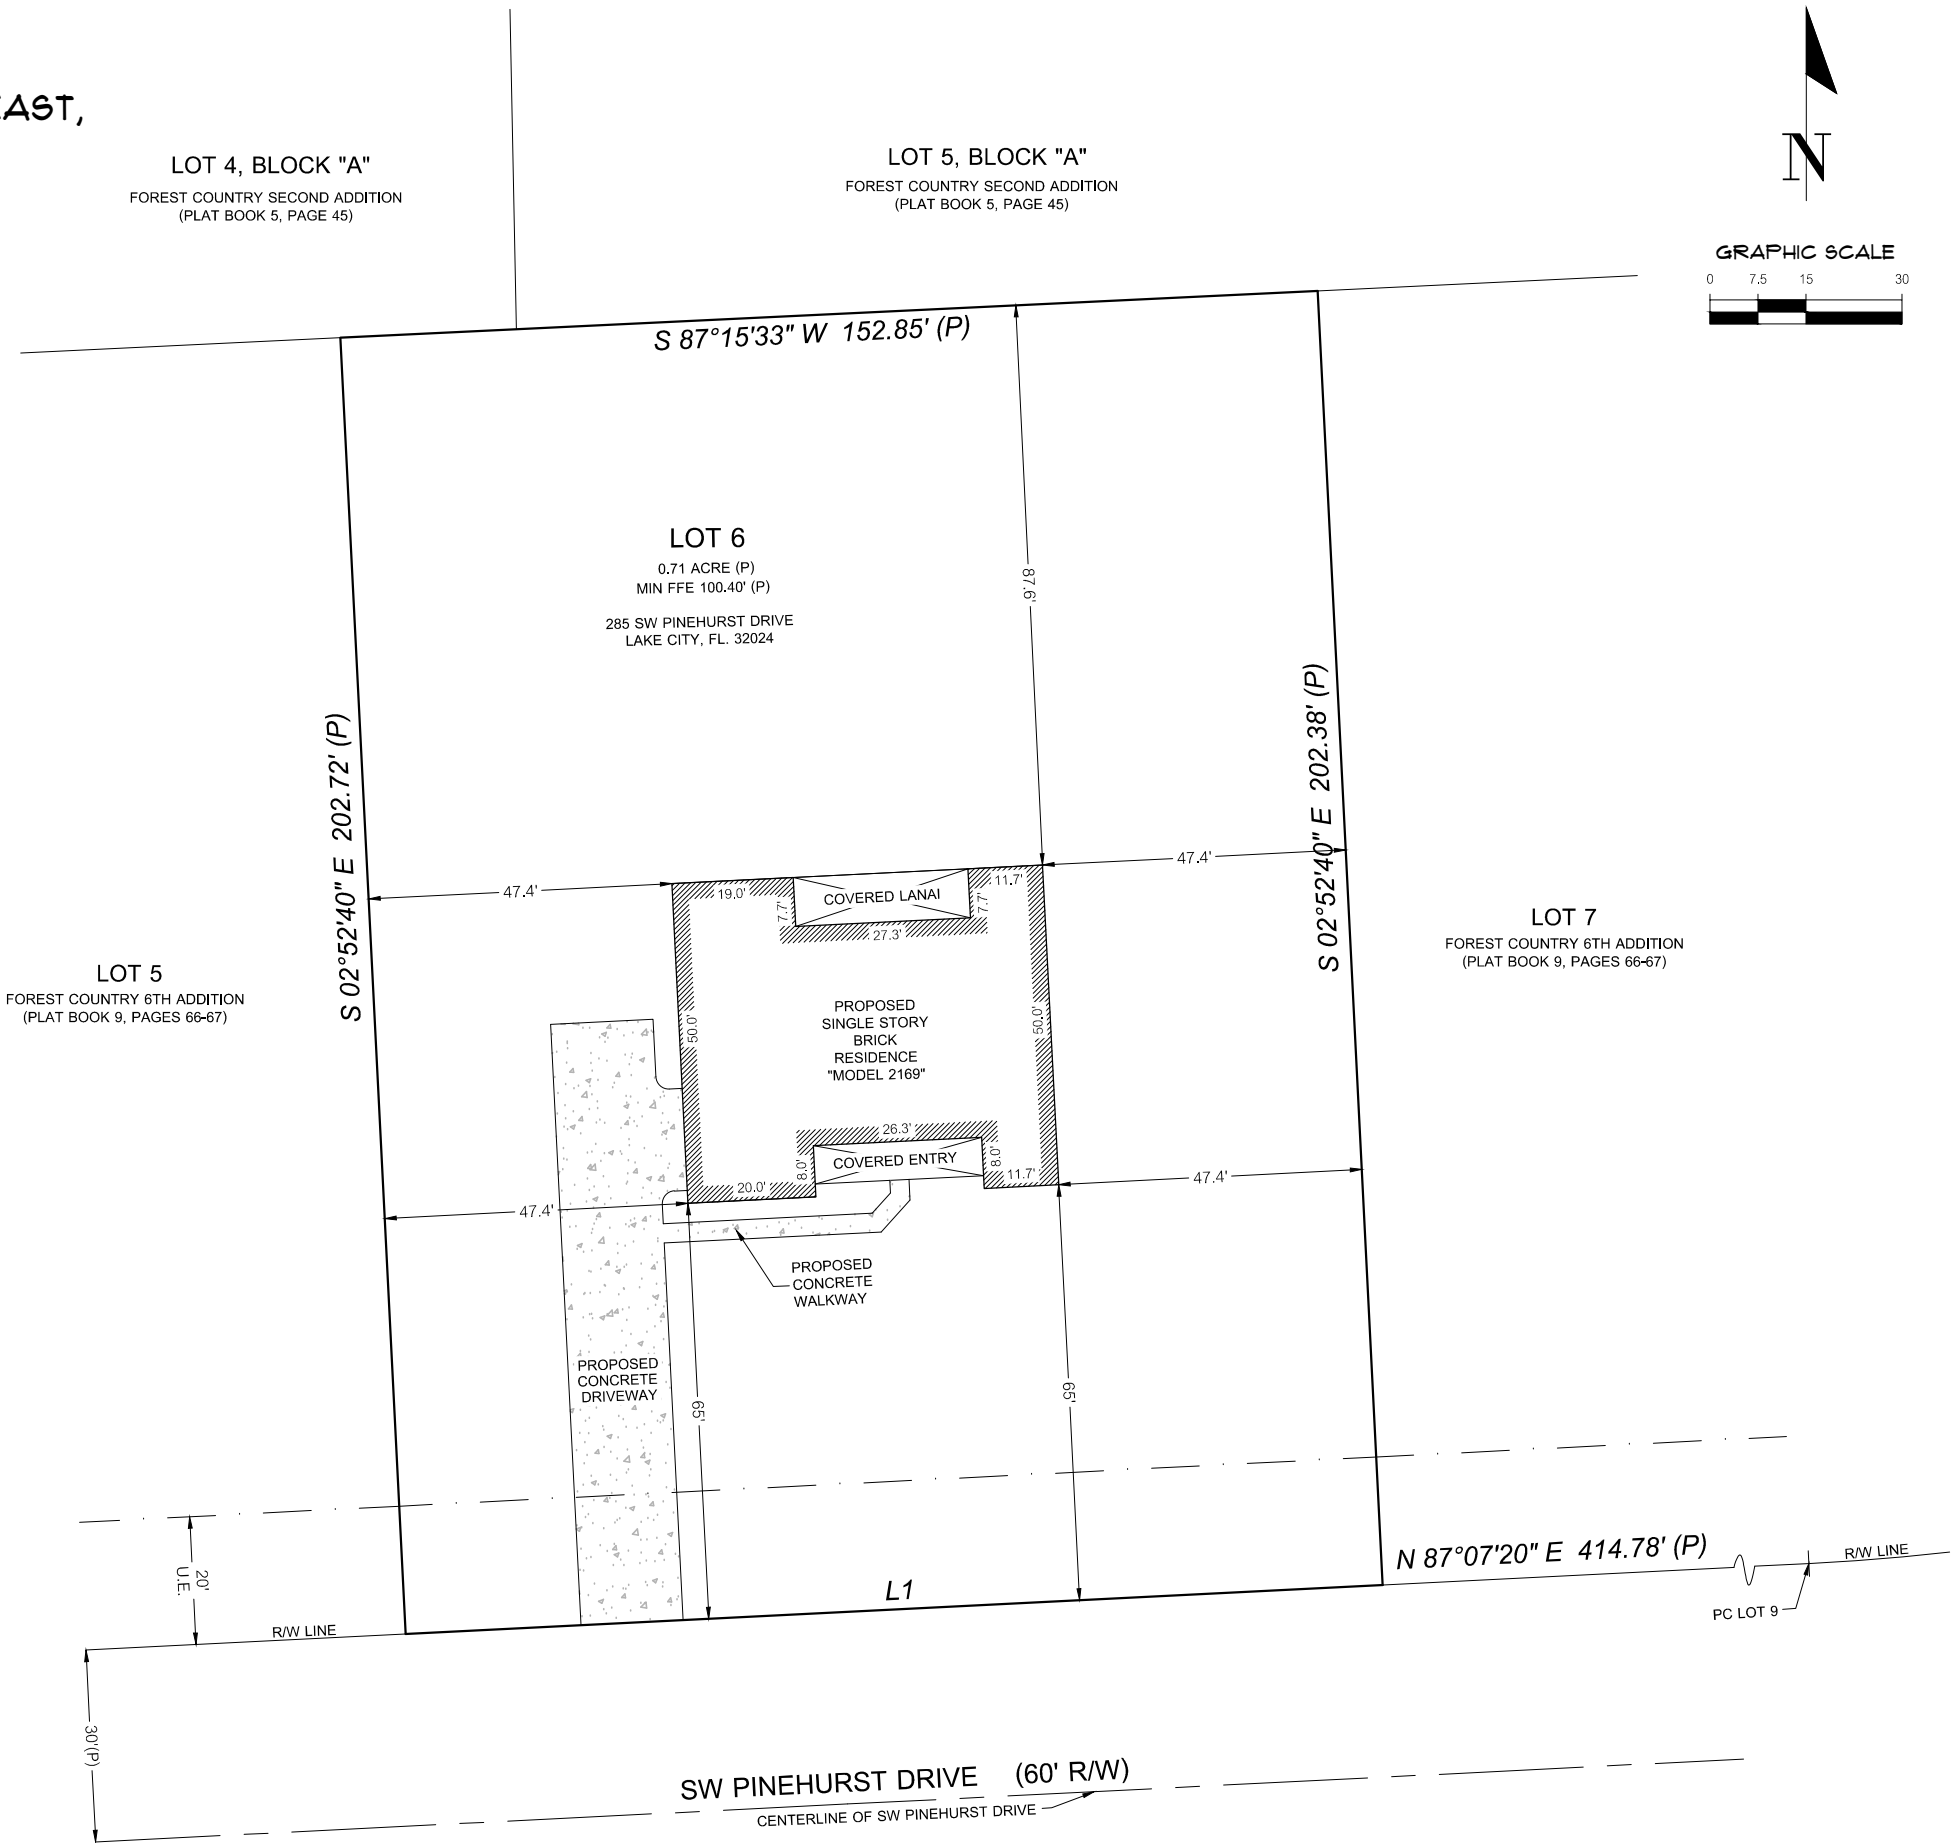 EAST,
LOT 4, BLOCK "A"
FOREST COUNTRY SECOND ADDITION
(PLAT BOOK 5, PAGE 45)
LOT 5, BLOCK "A"
FOREST COUNTRY SECOND ADDITION
(PLAT BOOK 5, PAGE 45)
N
GRAPHIC SCALE
0 7.5 15 30
S 87°15'33" W 152.85' (P)
LOT 6
0.71 ACRE (P)
MIN FFE 100.40' (P)
285 SW PINEHURST DRIVE
LAKE CITY, FL. 32024
87.6'
S 02°52'40" E 202.72' (P)
S 02°52'40" E 202.38' (P)
47.4'
47.4'
19.0'
7.7'
COVERED LANAI
7.7'
11.7'
27.3'
LOT 5
FOREST COUNTRY 6TH ADDITION
(PLAT BOOK 9, PAGES 66-67)
LOT 7
FOREST COUNTRY 6TH ADDITION
(PLAT BOOK 9, PAGES 66-67)
50.0'
PROPOSED
SINGLE STORY
BRICK
RESIDENCE
"MODEL 2169"
50.0'
26.3'
8.0'
COVERED ENTRY
8.0'
20.0'
11.7'
47.4'
47.4'
PROPOSED
CONCRETE
WALKWAY
PROPOSED
CONCRETE
DRIVEWAY
65'
65'
20'
U.E.
R/W LINE
L1
N 87°07'20" E 414.78' (P)
R/W LINE
PC LOT 9
30'(P)
SW PINEHURST DRIVE (60' R/W)
CENTERLINE OF SW PINEHURST DRIVE